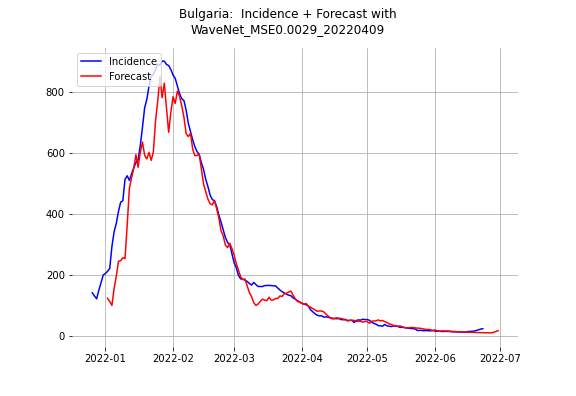 Bulgaria:  Incidence + Forecast with
WaveNet_MSE0.0029_20220409
Incidence
Forecast
800
600
400
200
0
2022-01 2022-02 2022-03 2022-04 2022-05 2022-06 2022-07